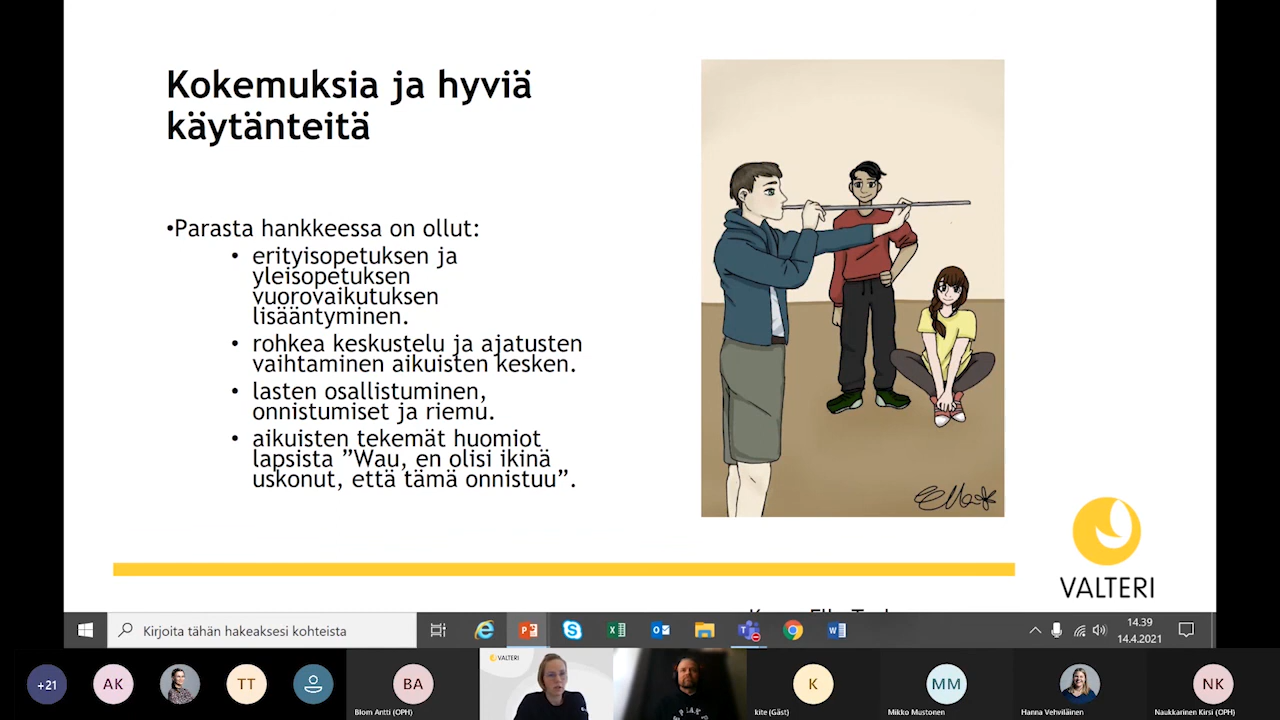 Kokemuksia ja hyviä
käytänteitä
•Parasta hankkeessa on ollut:
• erityisopetuksen ja
yleisopetuksen
vuorovaikutuksen
lisääntyminen.
• rohkea keskustelu ja ajatusten
vaihtaminen aikuisten kesken.
• lasten osallistuminen,
onnistumiset ja riemu.
• aikuisten tekemät huomiot
lapsista ”Wau, en olisi ikinä
uskonut, että tämä onnistuu”.
VALTERI
Kirjoita tähän hakeaksesi kohteista
14.39
14.4.2021
+21
AK
TT
BA
Blom Antti (OPH)
VALTERI
K
kite (Gäst)
MM
Mikko Mustonen
Hanna Vehviläinen
NK
Naukkarinen Kirsi (OPH)